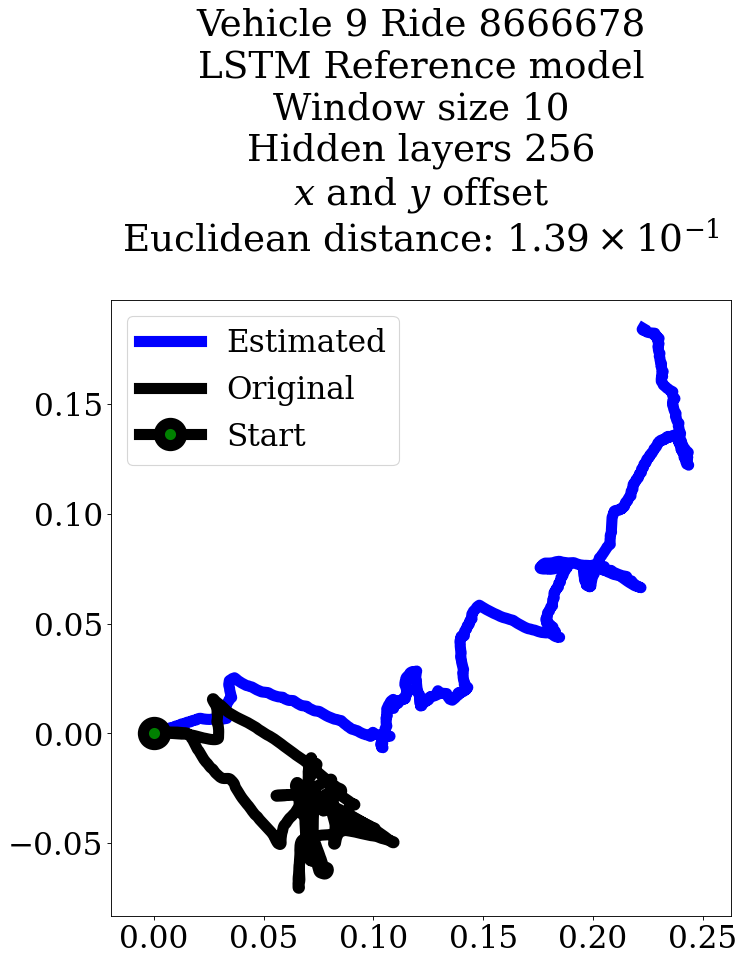 Vehicle 9 Ride 8666678
LSTM Reference model
Window size 10
Hidden layers 256
x and y offset
Euclidean distance: 1.39 × 10⁻¹
Estimated
Original
Start
0.15
0.10
0.05
0.00
−0.05
0.00 0.05 0.10 0.15 0.20 0.25